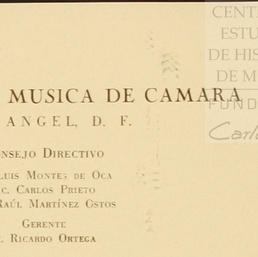 MUSICA DE CAMARA
ANGEL, D. F.
ONSEJO DIRECTIVO
LUIS MONTES DE OCA
C. CARLOS PRIETO
RAÚL MARTÍNEZ OSTOS
GERENTE
. RICARDO ORTEGA
CENT
ESTU
DE HIS
DE M
FUND
Carlo